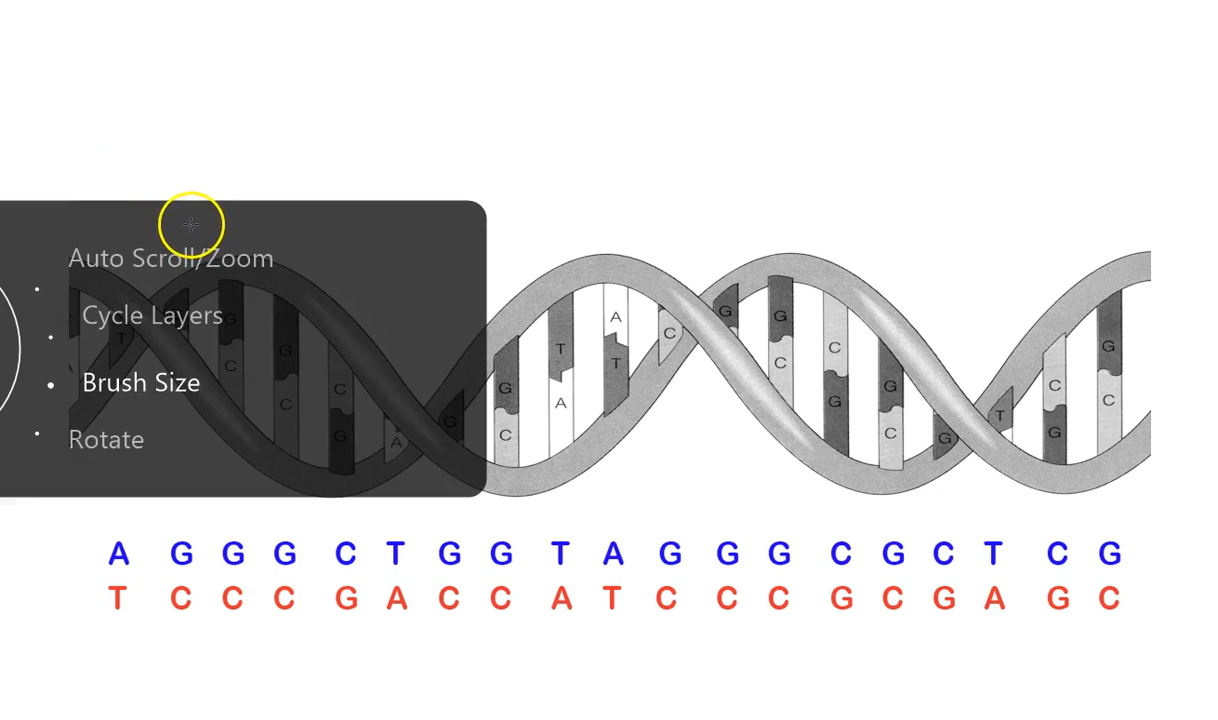 Auto Scroll/Zoom
Cycle Layers
Brush Size
Rotate
T G C G C C G A G G C T A A T C G G C C G G C G T C G G C
A G G G C T G G T A G G G C G C T C G
T C C C G A C C A T C C C G C G A G C